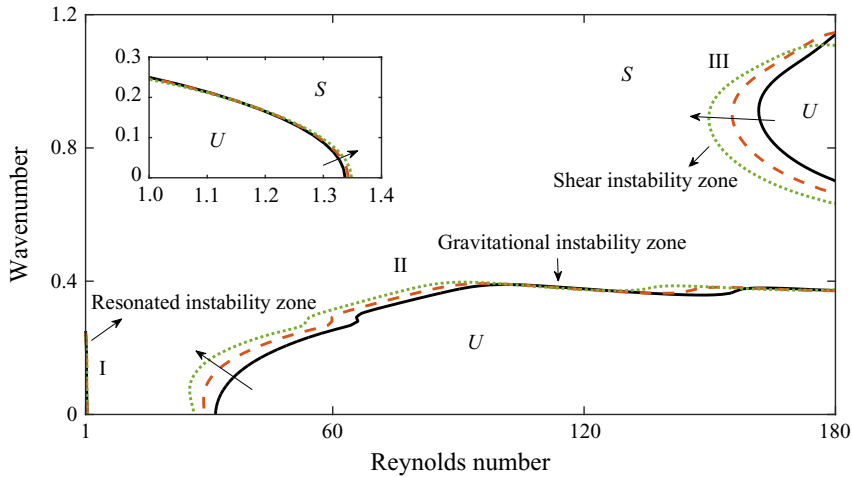 1.2
0.8
0.4
0
Wavenumber
0.3
0.2
0.1
0
1.0 1.1 1.2 1.3 1.4
S
U
S
III
U
Shear instability zone
Gravitational instability zone
II
Resonated instability zone
I
U
1 60 120 180
Reynolds number